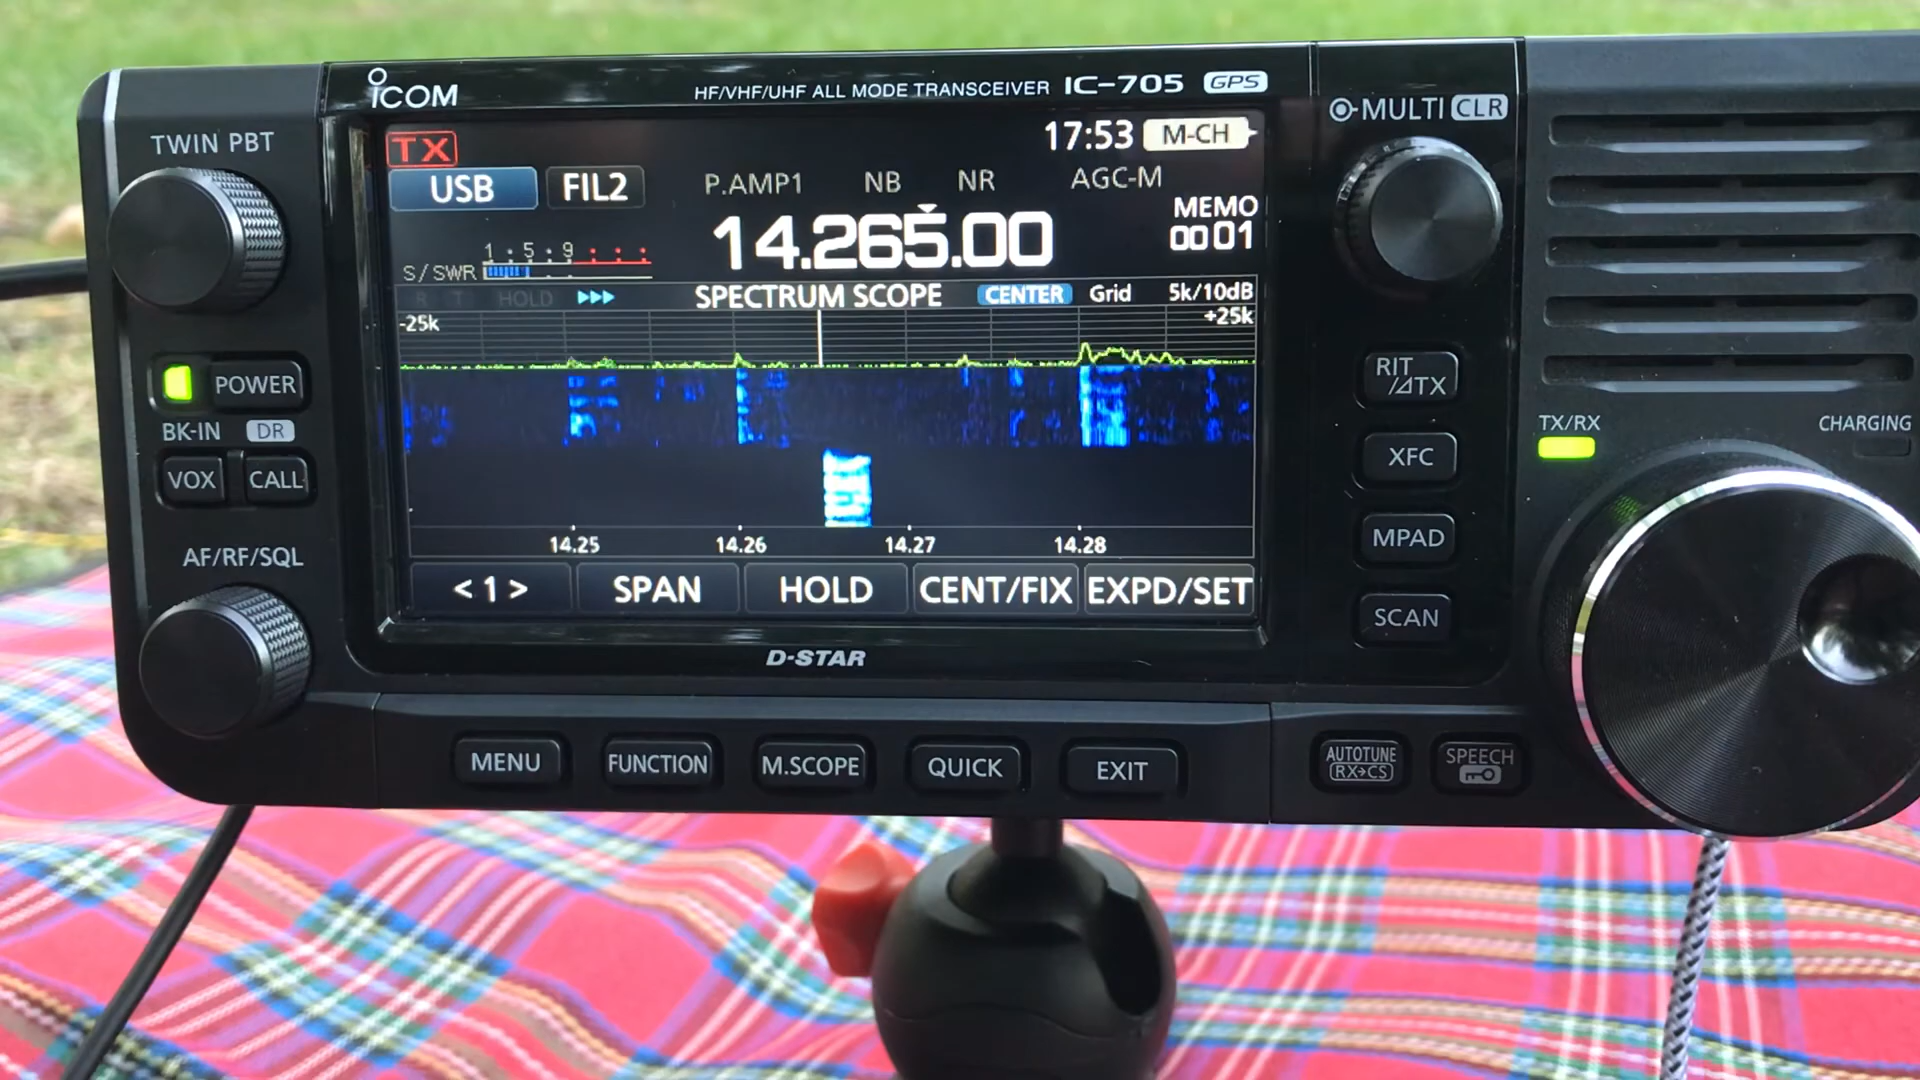 ICOM
HF/VHF/UHF ALL MODE TRANSCEIVER IC-705 GPS
TWIN PBT
MULTI CLR
TX
17:53 M-CH
USB FIL2 P.AMP1 NB NR AGC-M
14.265.00
MEMO
0001
1 · 5 · 9
S/SWR
R T HOLD
SPECTRUM SCOPE CENTER Grid 5k/10dB
-25k +25k
14.25 14.26 14.27 14.28
< 1 > SPAN HOLD CENT/FIX EXPD/SET
D-STAR
POWER
BK-IN DR
VOX CALL
AF/RF/SQL
RIT
/⊿TX
XFC
MPAD
SCAN
TX/RX CHARGING
MENU FUNCTION M.SCOPE QUICK EXIT
AUTOTUNE
RX→CS
SPEECH